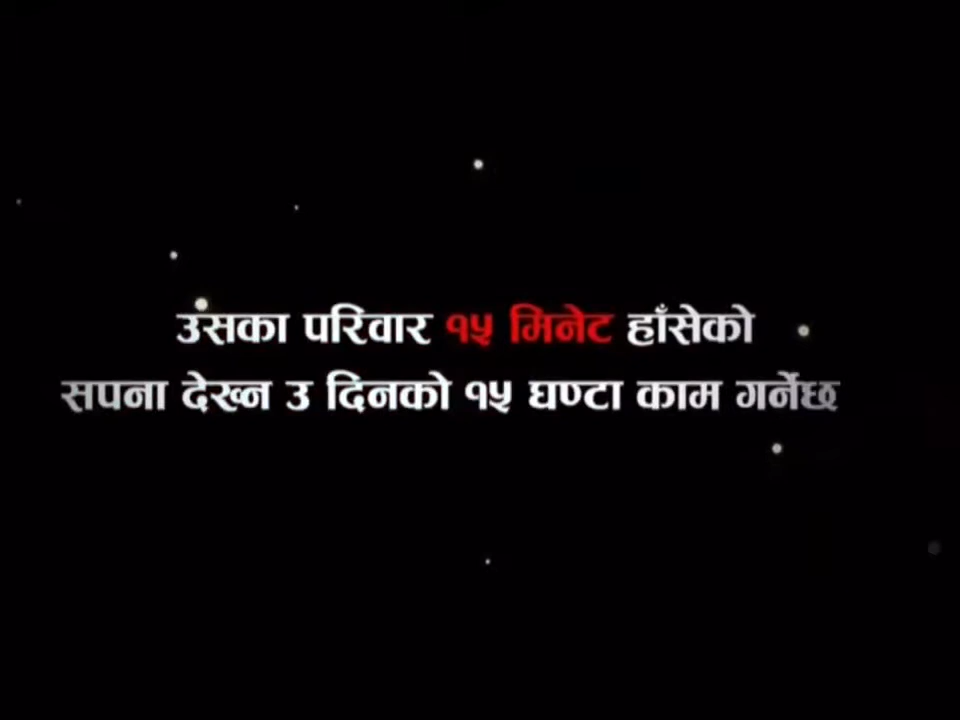 उसका परिवार १५ मिनेट हाँसेको
सपना देख्न उ दिनको १५ घण्टा काम गर्नेछ